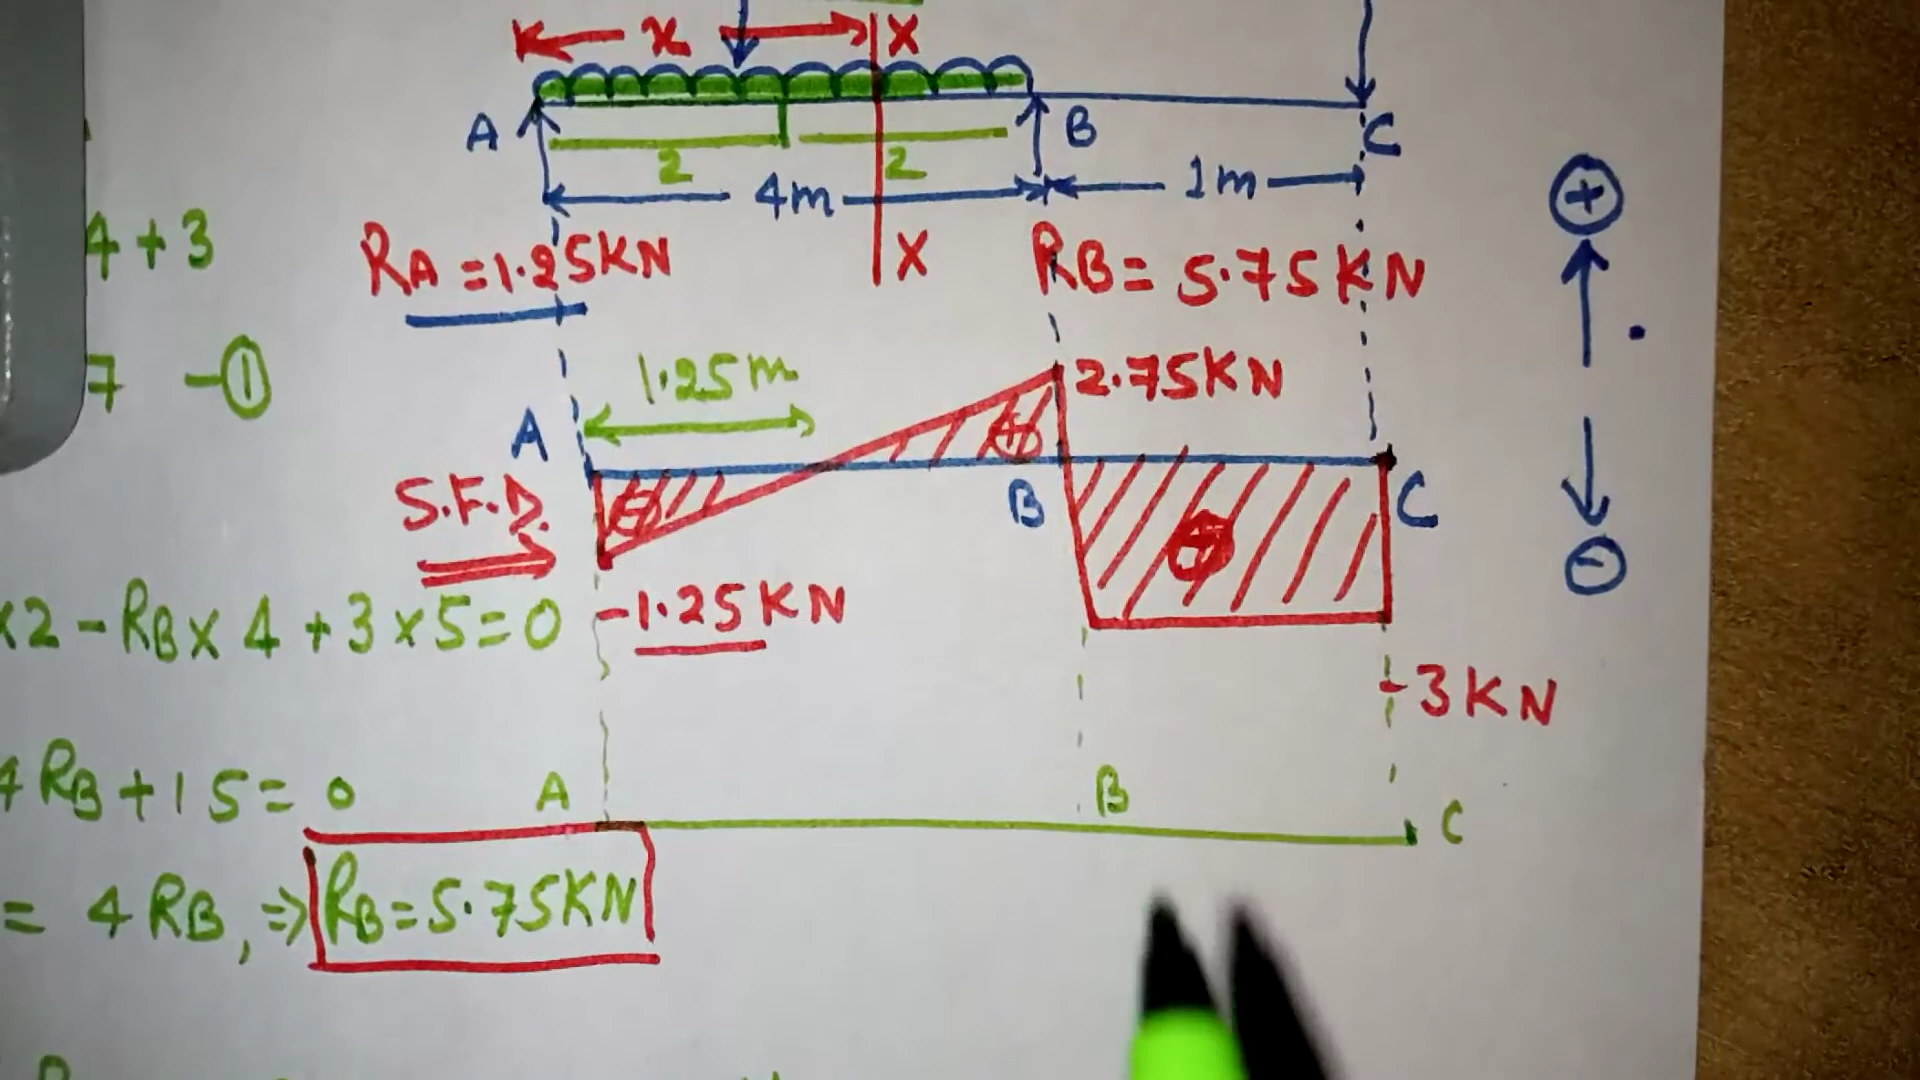 x X
A B C
2 2
4m 1m
4+3
RA =1.25KN X RB= 5.75KN
+
7 -①
1.25m 2.75KN
A
S.F.D. B C
-
×2-RB×4+3×5=0
-1.25KN
-3KN
4RB+15=0
A B C
= 4RB, ⇒ RB=5.75KN